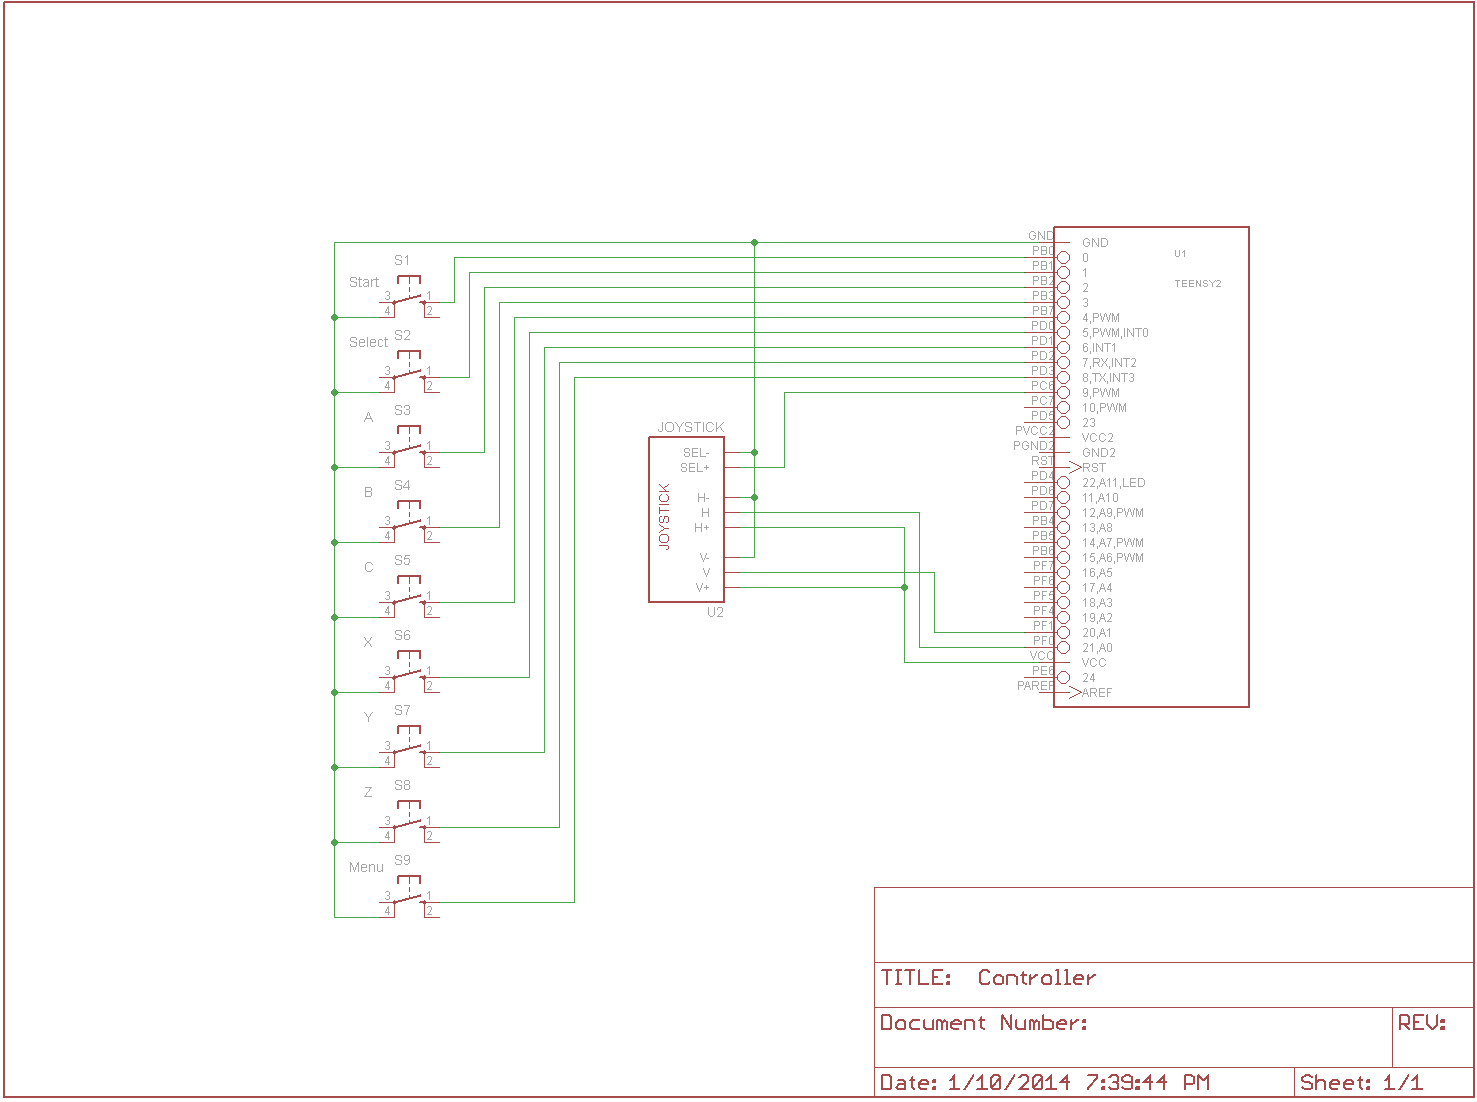 GND
PB0
PB1
PB2
PB3
PB7
PD0
PD1
PD2
PD3
PC6
PC7
PD5
PVCC2
PGND2
RST
PD4
PD6
PD7
PB4
PB5
PB6
PF7
PF6
PF5
PF4
PF1
PF0
VCC
PE6
PAREF
GND
0
1
2
3
4,PWM
5,PWM,INT0
6,INT1
7,RX,INT2
8,TX,INT3
9,PWM
10,PWM
23
VCC2
GND2
RST
22,A11,LED
11,A10
12,A9,PWM
13,A8
14,A7,PWM
15,A6,PWM
16,A5
17,A4
18,A3
19,A2
20,A1
21,A0
VCC
24
AREF
U1
TEENSY2
S1
Start
3 1
4 2
S2
Select
3 1
4 2
S3
A
3 1
4 2
S4
B
3 1
4 2
S5
C
3 1
4 2
S6
X
3 1
4 2
S7
Y
3 1
4 2
S8
Z
3 1
4 2
S9
Menu
3 1
4 2
JOYSTICK
JOYSTICK
SEL-
SEL+
H-
H
H+
V-
V
V+
U2
TITLE: Controller
Document Number:
REV:
Date: 1/10/2014 7:39:44 PM
Sheet: 1/1